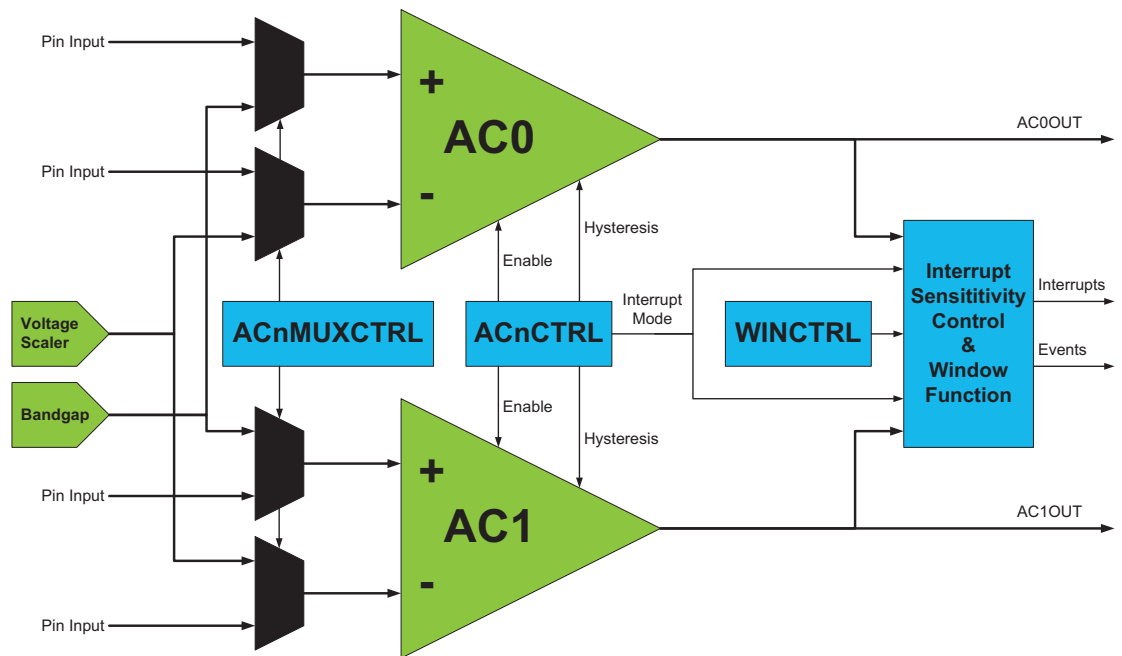 Pin Input
+
AC0
-
AC0OUT
Pin Input
Hysteresis
Enable
Voltage
Scaler
ACnMUXCTRL
ACnCTRL
Interrupt
Mode
WINCTRL
Interrupt
Sensititivity
Control
&
Window
Function
Interrupts
Events
Bandgap
Enable
Hysteresis
Pin Input
+
AC1
-
AC1OUT
Pin Input